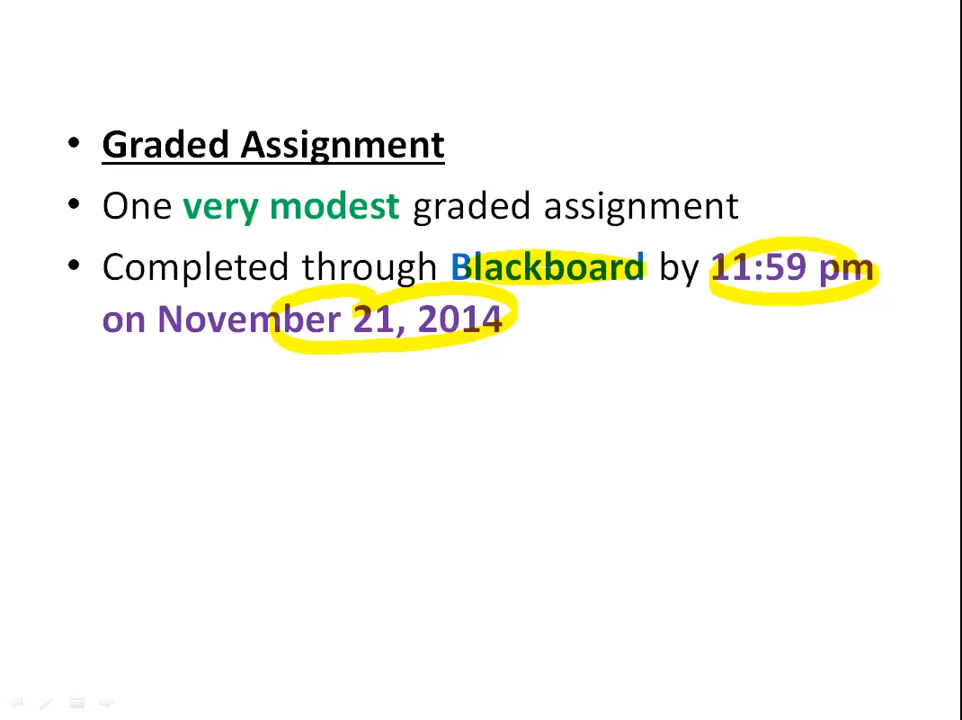 • Graded Assignment
• One very modest graded assignment
• Completed through Blackboard by 11:59 pm
on November 21, 2014